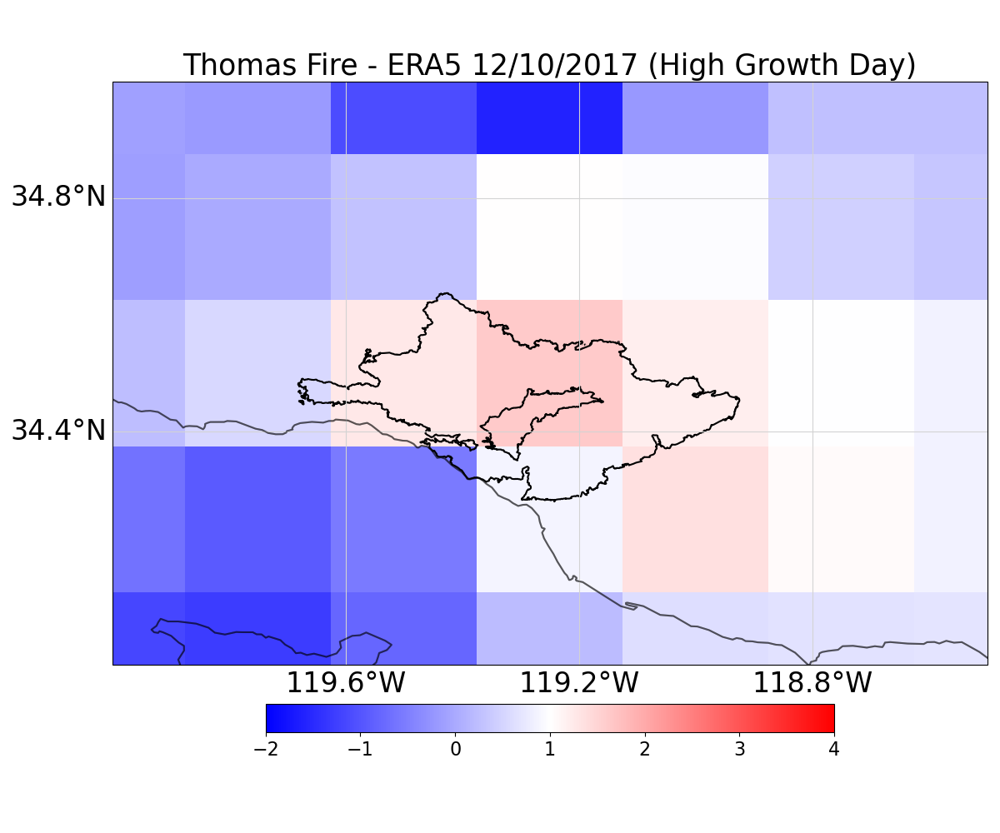 Thomas Fire - ERA5 12/10/2017 (High Growth Day)
34.8°N
34.4°N
119.6°W 119.2°W 118.8°W
−2 −1 0 1 2 3 4